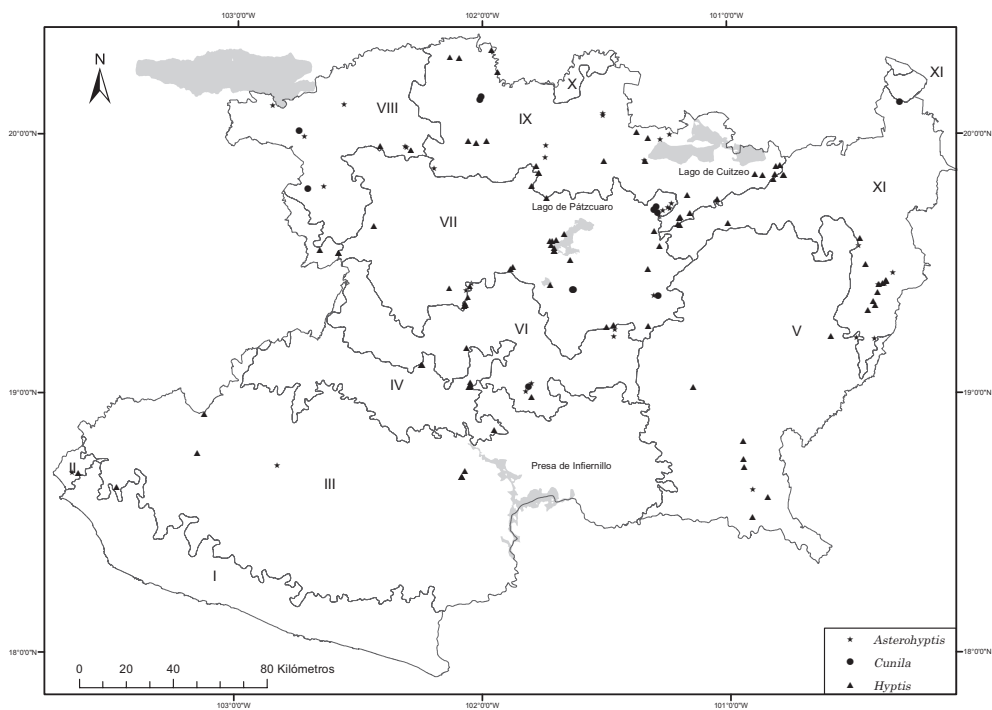 103°0'0"W 102°0'0"W 101°0'0"W
N
XI
X
VIII
20°0'0"N 20°0'0"N
IX
Lago de Cuitzeo
XI
Lago de Pátzcuaro
VII
VI
V
IV
19°0'0"N 19°0'0"N
II
Presa de Infiernillo
III
I
Asterohyptis
18°0'0"N 18°0'0"N
Cunila
0 20 40 80 Kilómetros
Hyptis
103°0'0"W 102°0'0"W 101°0'0"W